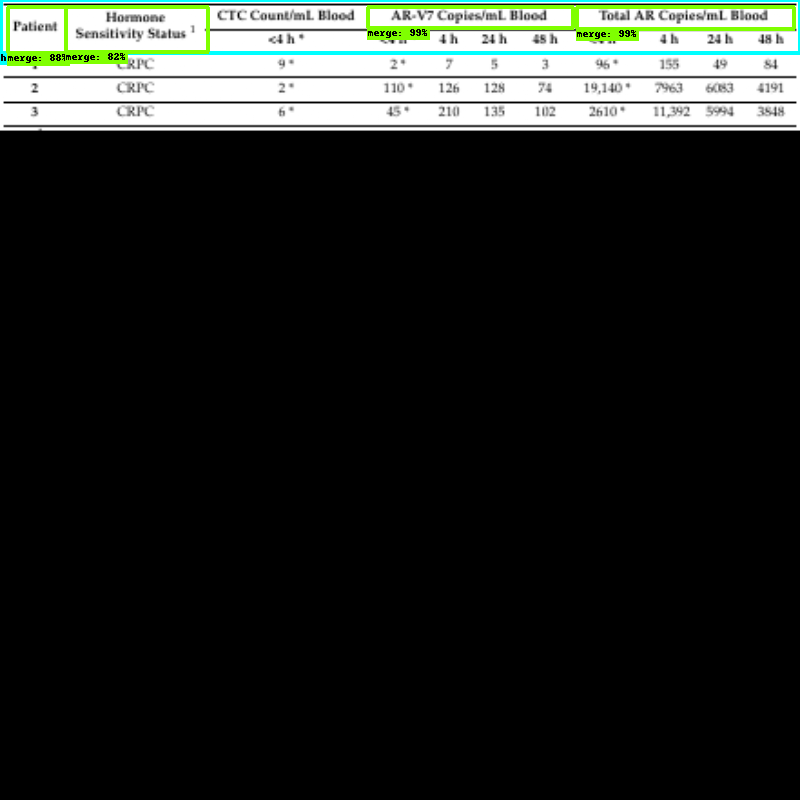 Patient Hormone Sensitivity Status 1 CTC Count/mL Blood AR-V7 Copies/mL Blood Total AR Copies/mL Blood
<4 h * 4 h 24 h 48 h 4 h 24 h 48 h
merge: 99% merge: 99%
merge: 88% merge: 82%
CRPC 9 * 2 * 7 5 3 96 * 155 49 84
2 CRPC 2 * 110 * 126 128 74 19,140 * 7963 6083 4191
3 CRPC 6 * 45 * 210 135 102 2610 * 11,392 5994 3848